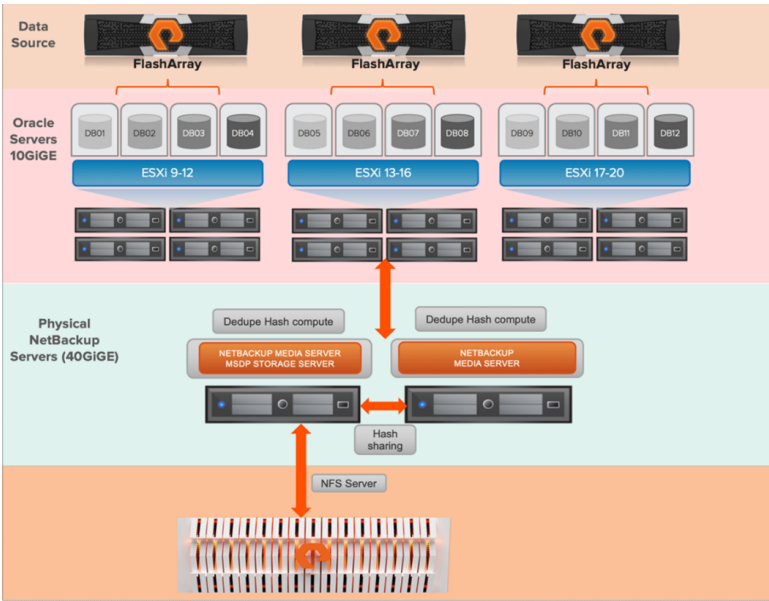 Data
Source
FlashArray
FlashArray
FlashArray
Oracle
Servers
10GiGE
DB01
DB02
DB03
DB04
DB05
DB06
DB07
DB08
DB09
DB10
DB11
DB12
ESXi 9-12
ESXi 13-16
ESXi 17-20
Physical
NetBackup
Servers (40GiGE)
Dedupe Hash compute
Dedupe Hash compute
NETBACKUP MEDIA SERVER
MSDP STORAGE SERVER
NETBACKUP
MEDIA SERVER
Hash
sharing
NFS Server